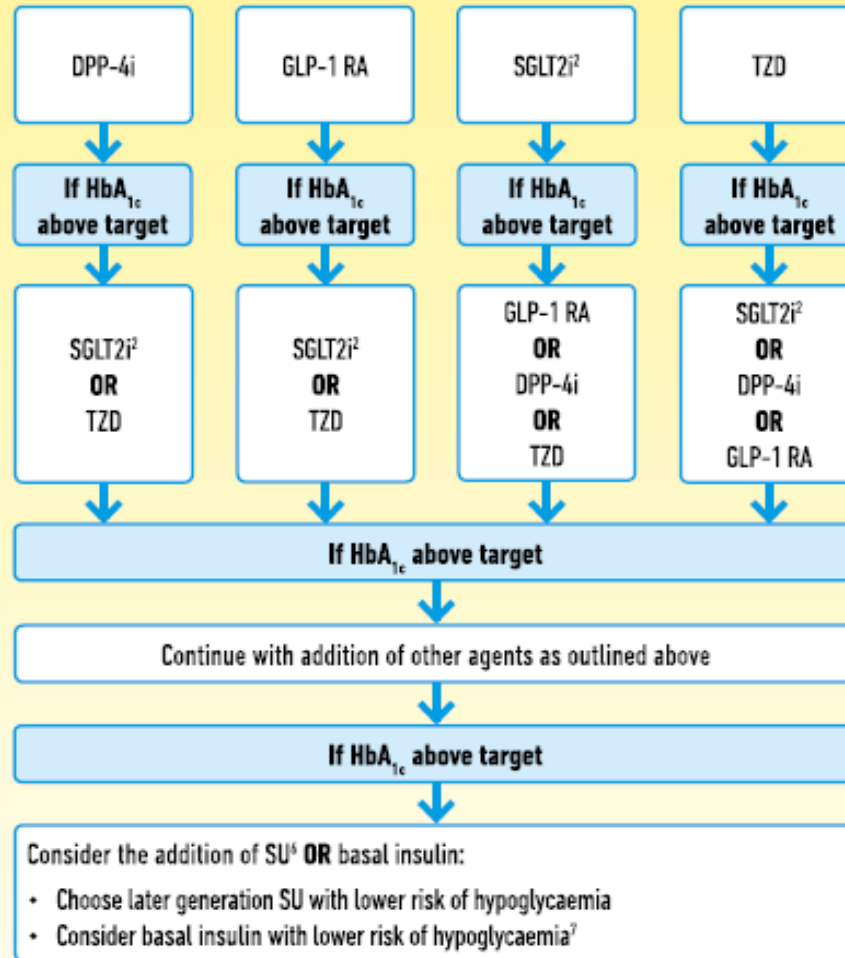 DPP-4i
GLP-1 RA
SGLT2i²
TZD
If HbA₁c
above target
If HbA₁c
above target
If HbA₁c
above target
If HbA₁c
above target
SGLT2i²
OR
TZD
SGLT2i²
OR
TZD
GLP-1 RA
OR
DPP-4i
OR
TZD
SGLT2i²
OR
DPP-4i
OR
GLP-1 RA
If HbA₁c above target
Continue with addition of other agents as outlined above
If HbA₁c above target
Consider the addition of SU⁶ OR basal insulin:
• Choose later generation SU with lower risk of hypoglycaemia
• Consider basal insulin with lower risk of hypoglycaemia⁷